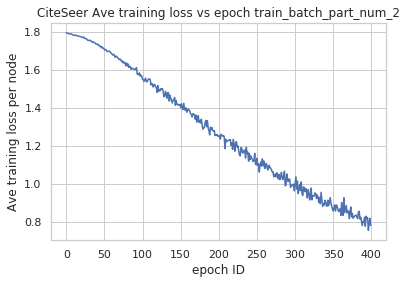 CiteSeer Ave training loss vs epoch train_batch_part_num_2
1.8
1.6
1.4
1.2
1.0
0.8
Ave training loss per node
0 50 100 150 200 250 300 350 400
epoch ID